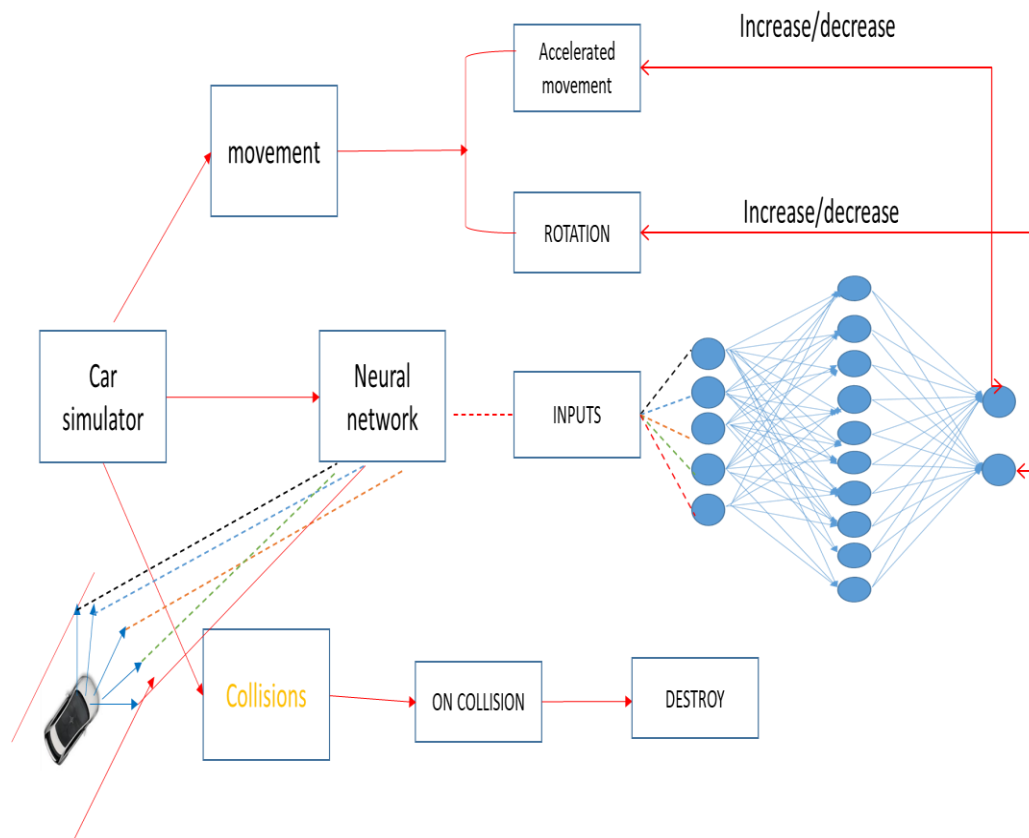 Increase/decrease
Accelerated
movement
movement
Increase/decrease
ROTATION
Car
simulator
Neural
network
INPUTS
Collisions
ON COLLISION
DESTROY